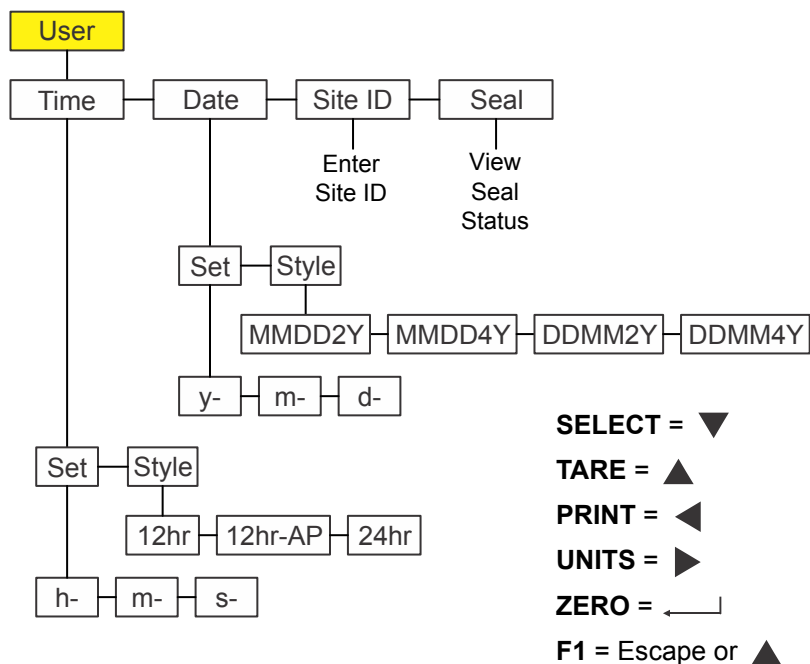 User
Time Date Site ID Seal
Enter
Site ID
View
Seal
Status
Set Style
MMDD2Y MMDD4Y DDMM2Y DDMM4Y
y- m- d-
Set Style
12hr 12hr-AP 24hr
h- m- s-
SELECT = ▼
TARE = ▲
PRINT = ◀
UNITS = ▶
ZERO = ↵
F1 = Escape or ▲